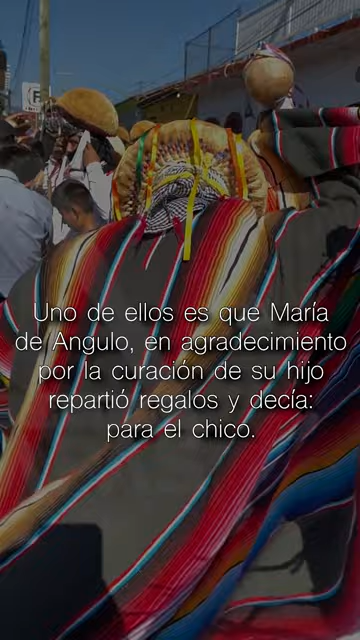 Uno de ellos es que María
de Angulo, en agradecimiento
por la curación de su hijo
repartió regalos y decía:
para el chico.